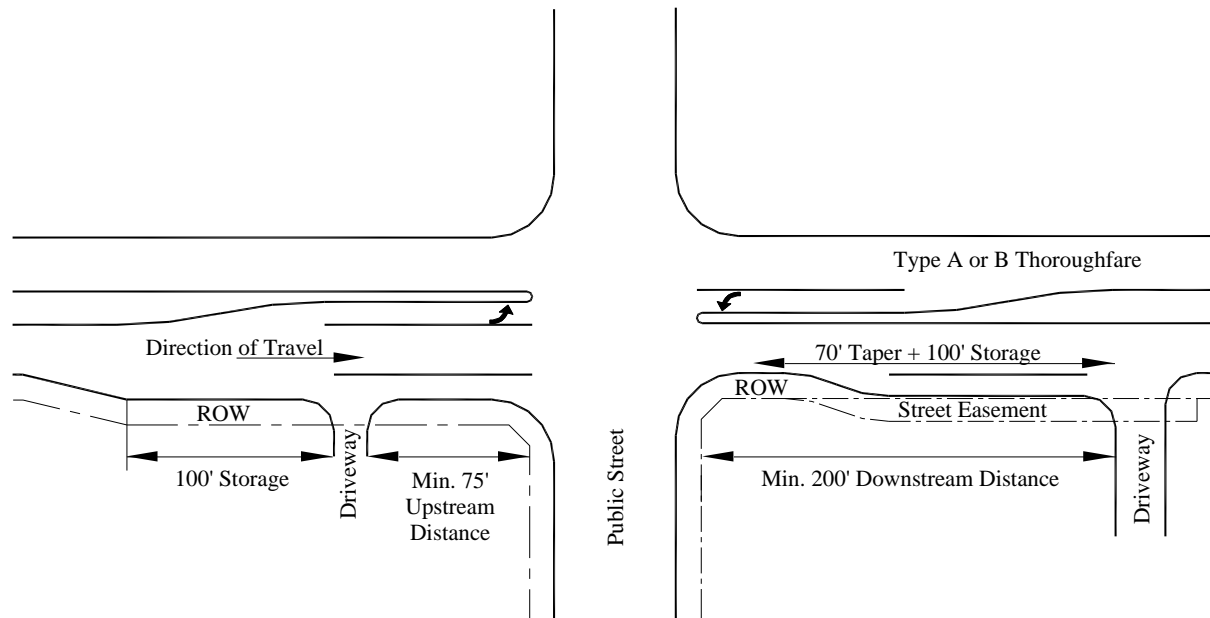 Type A or B Thoroughfare
Direction of Travel
70' Taper + 100' Storage
ROW
ROW
Street Easement
100' Storage
Driveway
Min. 75'
Upstream
Distance
Public Street
Min. 200' Downstream Distance
Driveway